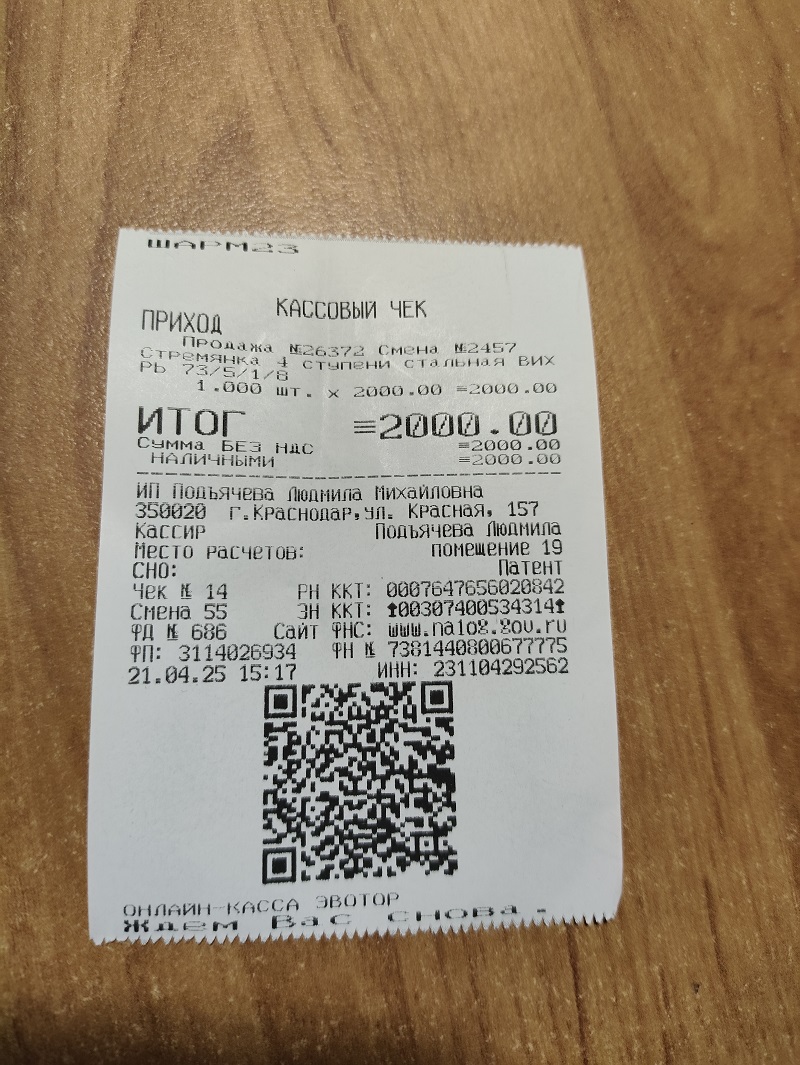 ШАРМ23
КАССОВЫЙ ЧЕК
ПРИХОД
Продажа №26372 Смена №2457
Стремянка 4 ступени стальная ВИХ
РЬ 73/5/1/8
1.000 шт. x 2000.00 =2000.00
ИТОГ =2000.00
Сумма БЕЗ НДС =2000.00
НАЛИЧНЫМИ =2000.00
ИП Подъячева Людмила Михайловна
350020 г.Краснодар,ул. Красная, 157
Кассир Подъячева Людмила
Место расчетов: помещение 19
СНО: Патент
Чек № 14 РН ККТ: 0007647656020842
Смена 55 ЗН ККТ: ↑00307400534314↑
ФД № 686 Сайт ФНС: www.nalog.gov.ru
ФП: 3114026934 ФН № 7381440800677775
21.04.25 15:17 ИНН: 231104292562
ОНЛАЙН-КАССА ЭВОТОР
Ждем Вас снова.